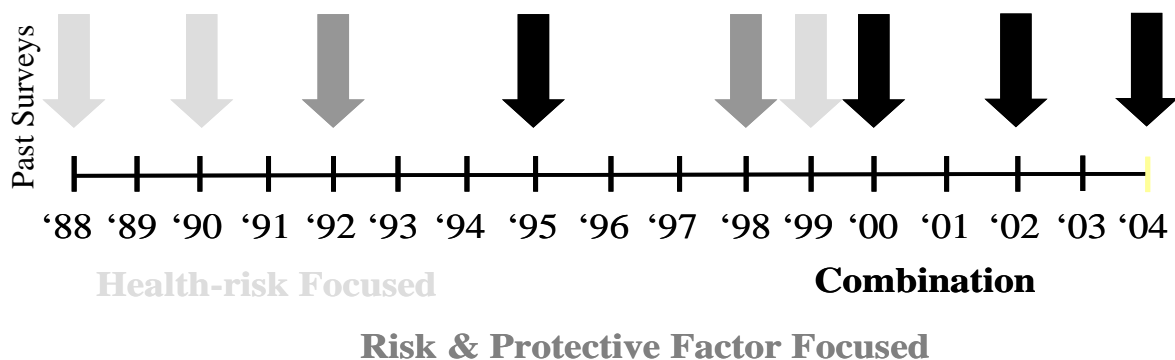 Past Surveys
‘88 ‘89 ‘90 ‘91 ‘92 ‘93 ‘94 ‘95 ‘96 ‘97 ‘98 ‘99 ‘00 ‘01 ‘02 ‘03 ‘04
Health-risk Focused
Combination
Risk & Protective Factor Focused